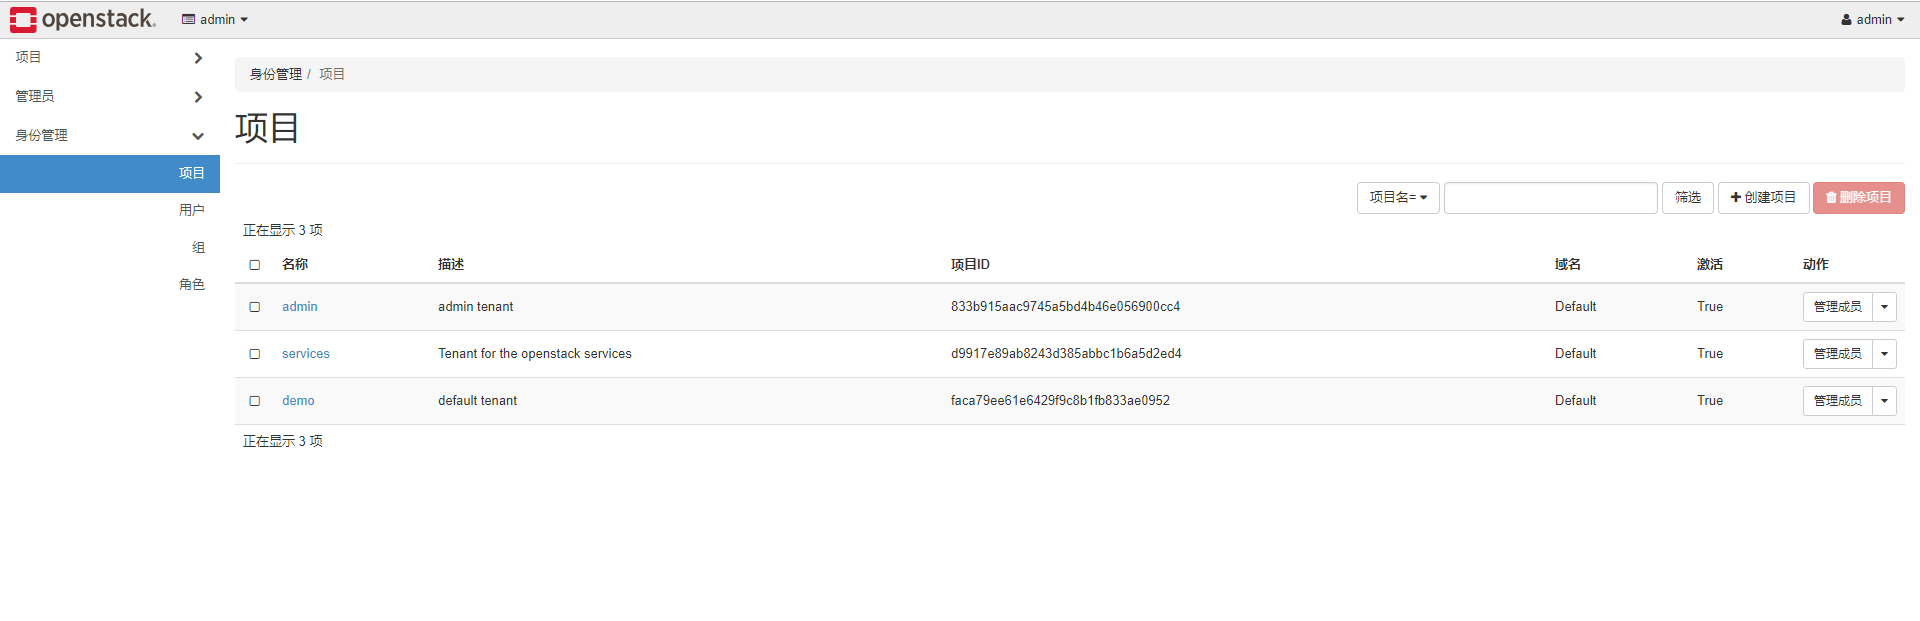 openstack. admin admin
项目
管理员
身份管理
项目
用户
组
角色
身份管理 / 项目
项目
项目名= 筛选 创建项目 删除项目
正在显示 3 项
名称 描述 项目ID 域名 激活 动作
admin admin tenant 833b915aac9745a5bd4b46e056900cc4 Default True 管理成员
services Tenant for the openstack services d9917e89ab8243d385abbc1b6a5d2ed4 Default True 管理成员
demo default tenant faca79ee61e6429f9c8b1fb833ae0952 Default True 管理成员
正在显示 3 项